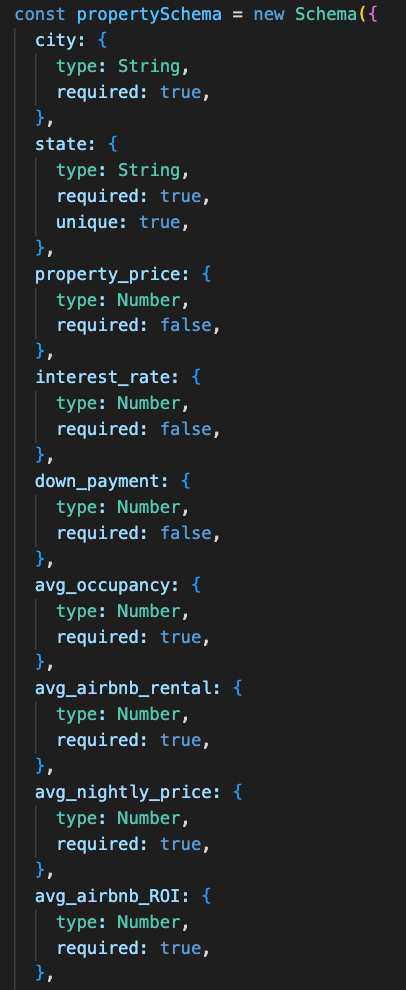 const propertySchema = new Schema({
  city: {
    type: String,
    required: true,
  },
  state: {
    type: String,
    required: true,
    unique: true,
  },
  property_price: {
    type: Number,
    required: false,
  },
  interest_rate: {
    type: Number,
    required: false,
  },
  down_payment: {
    type: Number,
    required: false,
  },
  avg_occupancy: {
    type: Number,
    required: true,
  },
  avg_airbnb_rental: {
    type: Number,
    required: true,
  },
  avg_nightly_price: {
    type: Number,
    required: true,
  },
  avg_airbnb_ROI: {
    type: Number,
    required: true,
  },